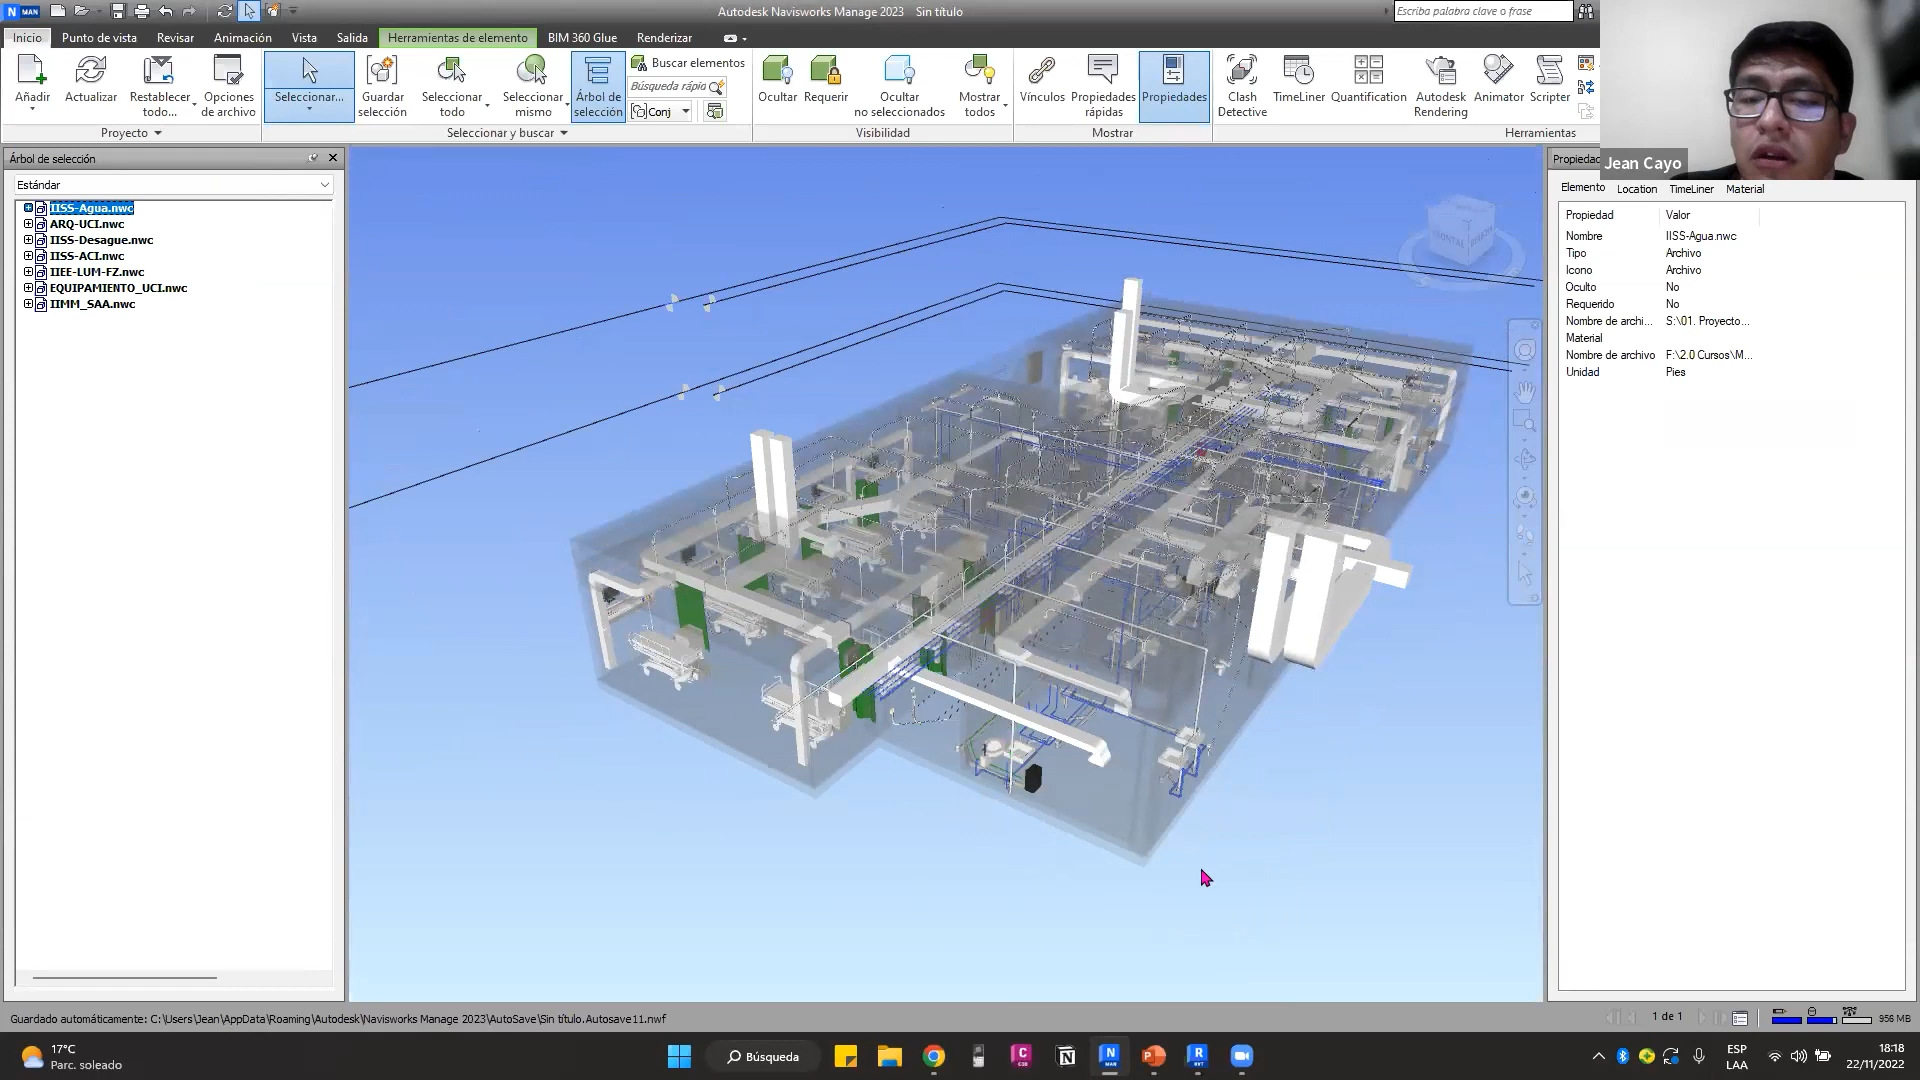 N MAN
Autodesk Navisworks Manage 2023 Sin título
Escriba palabra clave o frase
Inicio Punto de vista Revisar Animación Vista Salida Herramientas de elemento BIM 360 Glue Renderizar
Añadir
Actualizar
Restablecer todo...
Opciones de archivo
Seleccionar...
Guardar selección
Seleccionar todo
Seleccionar mismo
Árbol de selección
Buscar elementos
Búsqueda rápid
Conj
Ocultar
Requerir
Ocultar no seleccionados
Mostrar todos
Vínculos
Propiedades rápidas
Propiedades
Clash Detective
TimeLiner
Quantification
Autodesk Rendering
Animator
Scripter
Proyecto
Seleccionar y buscar
Visibilidad
Mostrar
Herramientas
Jean Cayo
Árbol de selección
Estándar
IISS-Agua.nwc
ARQ-UCI.nwc
IISS-Desague.nwc
IISS-ACI.nwc
IIEE-LUM-FZ.nwc
EQUIPAMIENTO_UCI.nwc
IIMM_SAA.nwc
FRONTAL
Propiedad
Elemento Location TimeLiner Material
Propiedad Valor
Nombre IISS-Agua.nwc
Tipo Archivo
Icono Archivo
Oculto No
Requerido No
Nombre de archi... S:\01. Proyecto...
Material
Nombre de archivo F:\2.0 Cursos\M...
Unidad Pies
Guardado automáticamente: C:\Users\Jean\AppData\Roaming\Autodesk\Navisworks Manage 2023\AutoSave\Sin título.Autosave11.nwf
1 de 1
956 MB
17°C
Parc. soleado
Búsqueda
ESP
LAA
18:18
22/11/2022